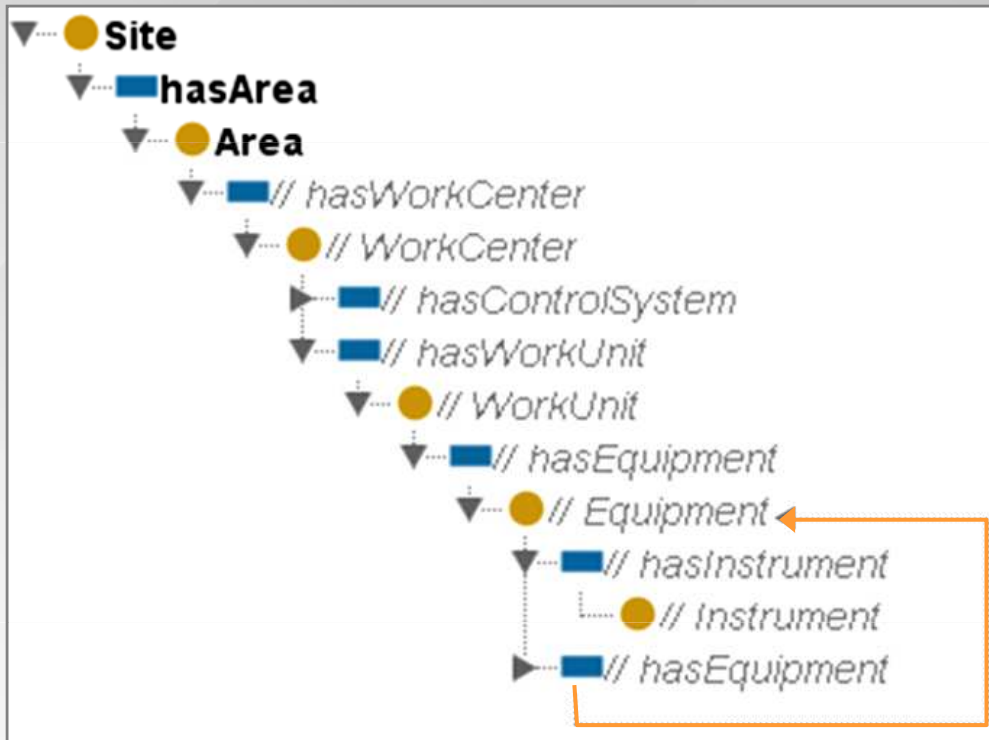 Site
hasArea
Area
// hasWorkCenter
// WorkCenter
// hasControlSystem
// hasWorkUnit
// WorkUnit
// hasEquipment
// Equipment
// hasInstrument
// Instrument
// hasEquipment